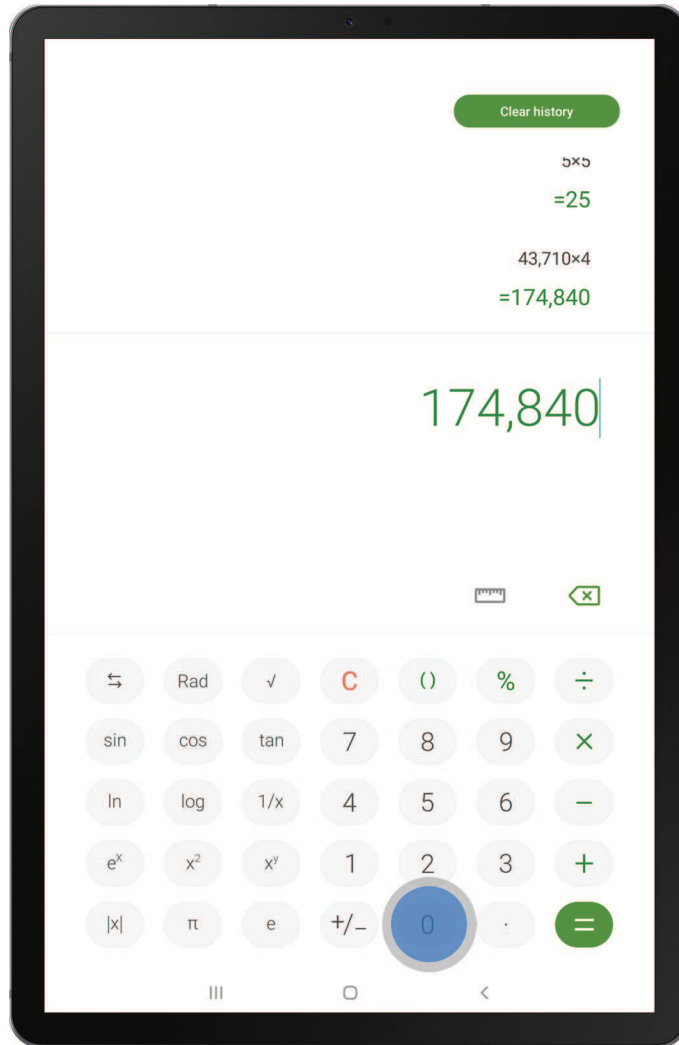 Clear history
5×5
=25
43,710×4
=174,840
174,840
Rad √ C () % ÷
sin cos tan 7 8 9 ×
ln log 1/x 4 5 6 −
eˣ x² xʸ 1 2 3 +
|x| π e +/− 0 . =